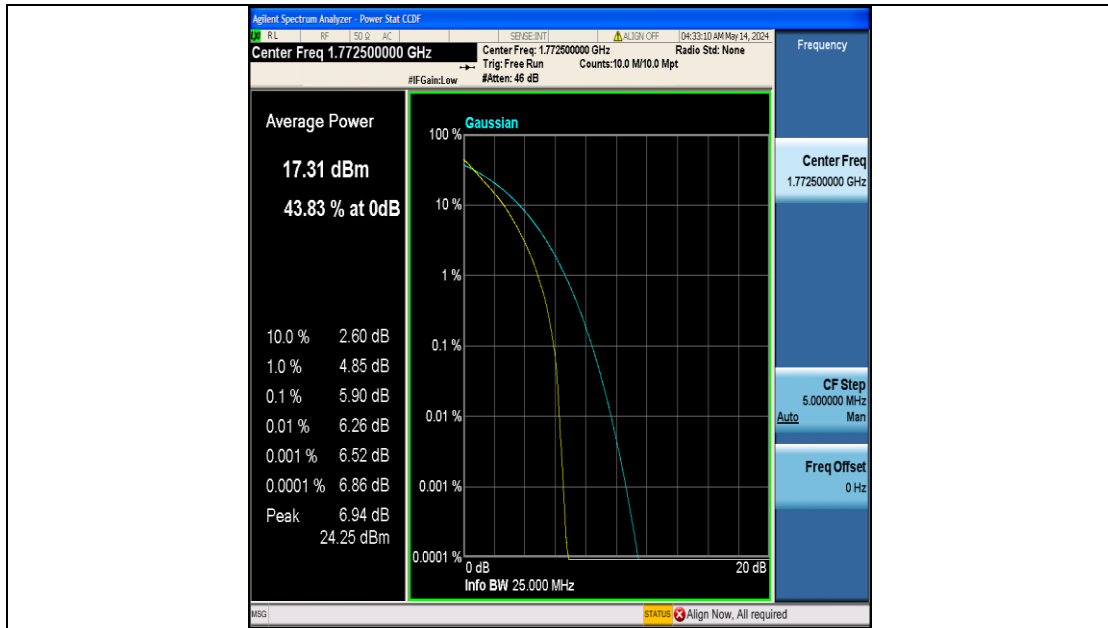 Agilent Spectrum Analyzer - Power Stat CCDF
RL RF 50 Ω AC SENSE:INT ALIGN OFF 04:33:10 AM May 14, 2024
Center Freq 1.772500000 GHz
Center Freq: 1.772500000 GHz Radio Std: None
Trig: Free Run Counts:10.0 M/10.0 Mpt
#IFGain:Low #Atten: 46 dB
Frequency
Average Power
17.31 dBm
43.83 % at 0dB
10.0 % 2.60 dB
1.0 % 4.85 dB
0.1 % 5.90 dB
0.01 % 6.26 dB
0.001 % 6.52 dB
0.0001 % 6.86 dB
Peak 6.94 dB
24.25 dBm
Gaussian
100 %
10 %
1 %
0.1 %
0.01 %
0.001 %
0.0001 %
0 dB 20 dB
Info BW 25.000 MHz
Center Freq
1.772500000 GHz
CF Step
5.000000 MHz
Auto Man
Freq Offset
0 Hz
MSG STATUS Align Now, All required